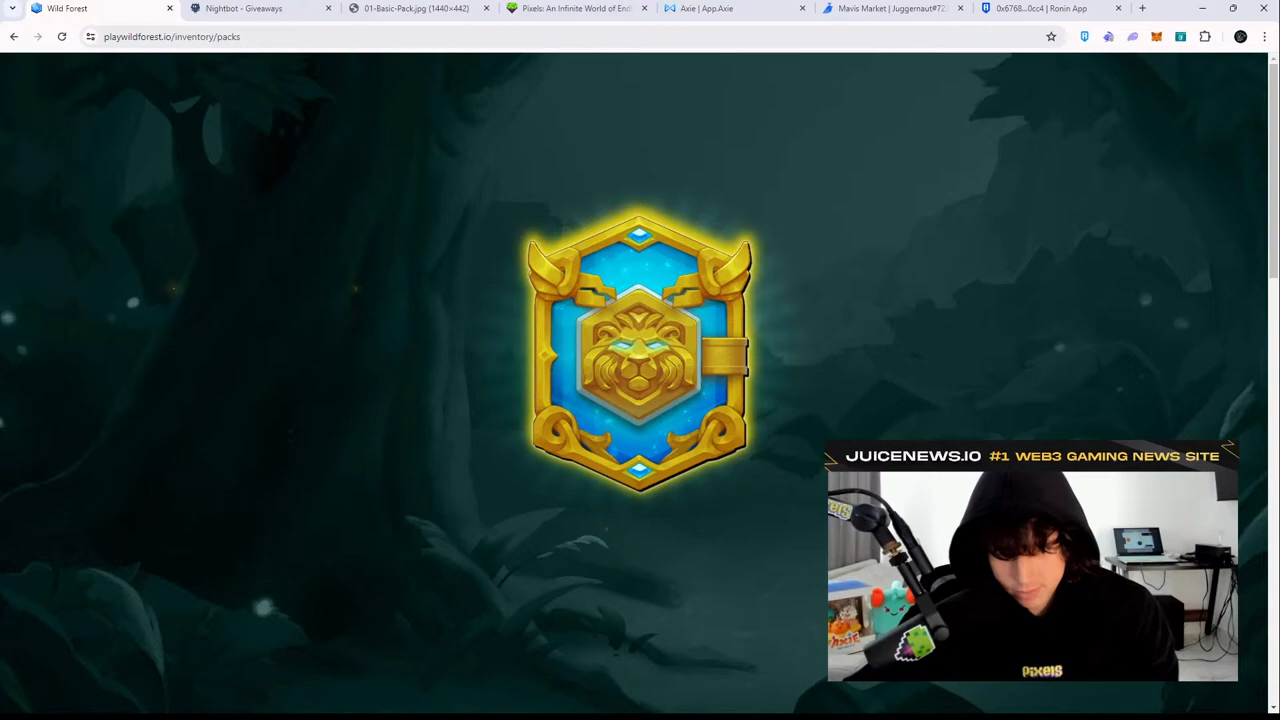 Wild Forest
Nightbot - Giveaways
01-Basic-Pack.jpg (1440×442)
Pixels: An Infinite World of End
Axie | App.Axie
Mavis Market | Juggernaut#72
0x6768...0cc4 | Ronin App
playwildforest.io/inventory/packs
JUICENEWS.IO #1 WEB3 GAMING NEWS SITE
AXIE
PIXELS